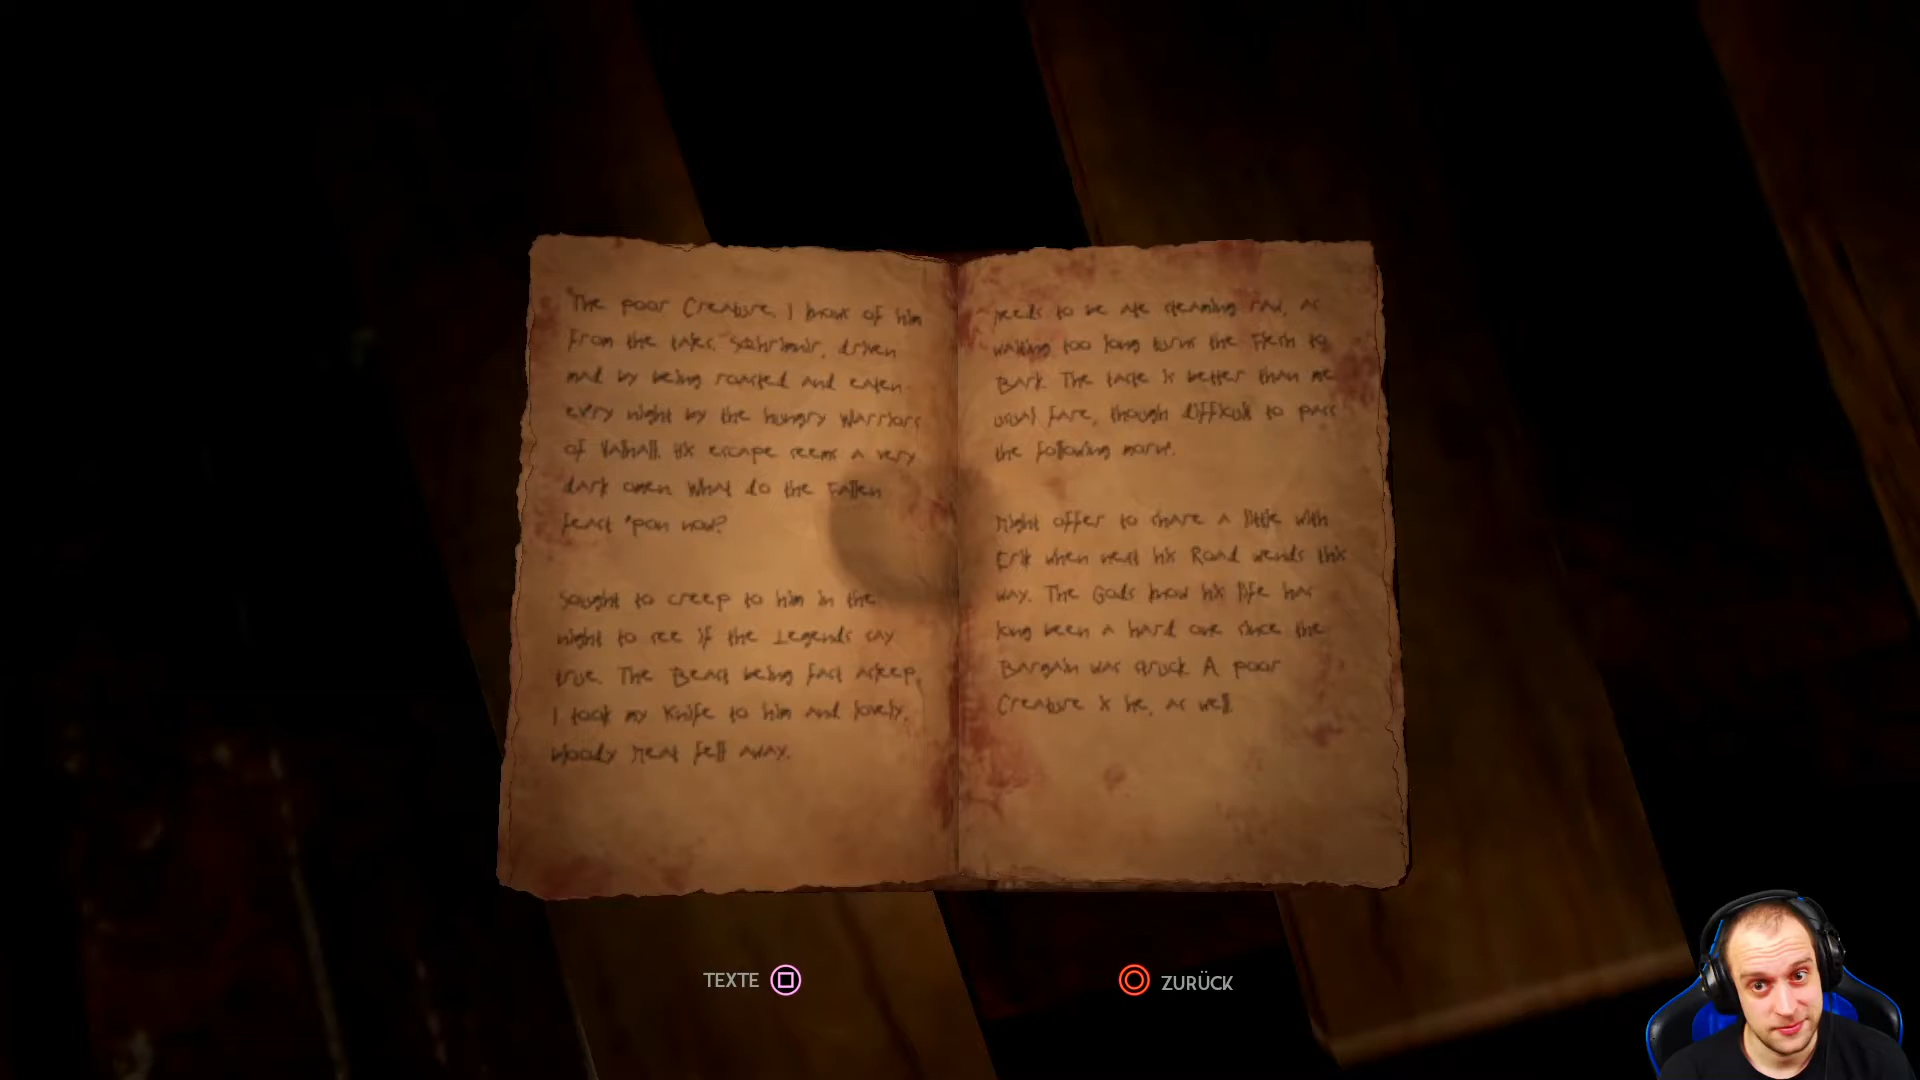 The poor Creature. I know of him
from the tales. Sæhrímnir, driven
mad by being roasted and eaten
every night by the hungry Warriors
of Valhall. His escape seems a very
dark omen. What do the Fallen
feast 'pon now?
Sought to creep to him in the
night to see if the Legends say
true. The Beast being fast asleep,
I took my Knife to him and lovely,
bloody Meat fell away.
needs to be ate steaming raw, as
waiting too long turns the Flesh to
Bark. The taste is better than me
usual fare, though difficult to pass
the following morn'.
Might offer to share a little with
Erik when next his Road wends this
way. The Gods know his life has
long been a hard one since the
Bargain was struck. A poor
Creature is he, as well.
TEXTE
ZURÜCK